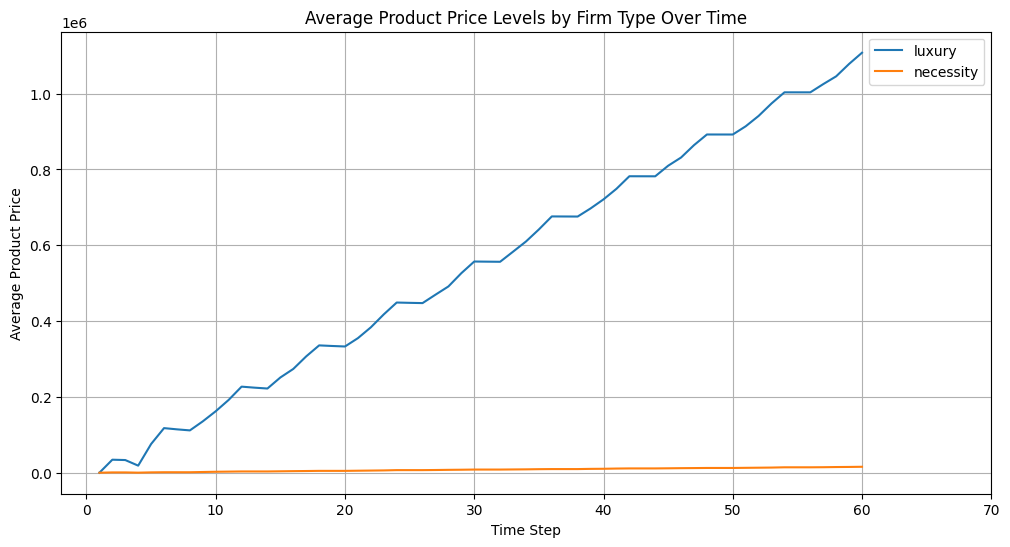 Average Product Price Levels by Firm Type Over Time
1e6
luxury
necessity
1.0
0.8
0.6
0.4
0.2
0.0
Average Product Price
0 10 20 30 40 50 60 70
Time Step